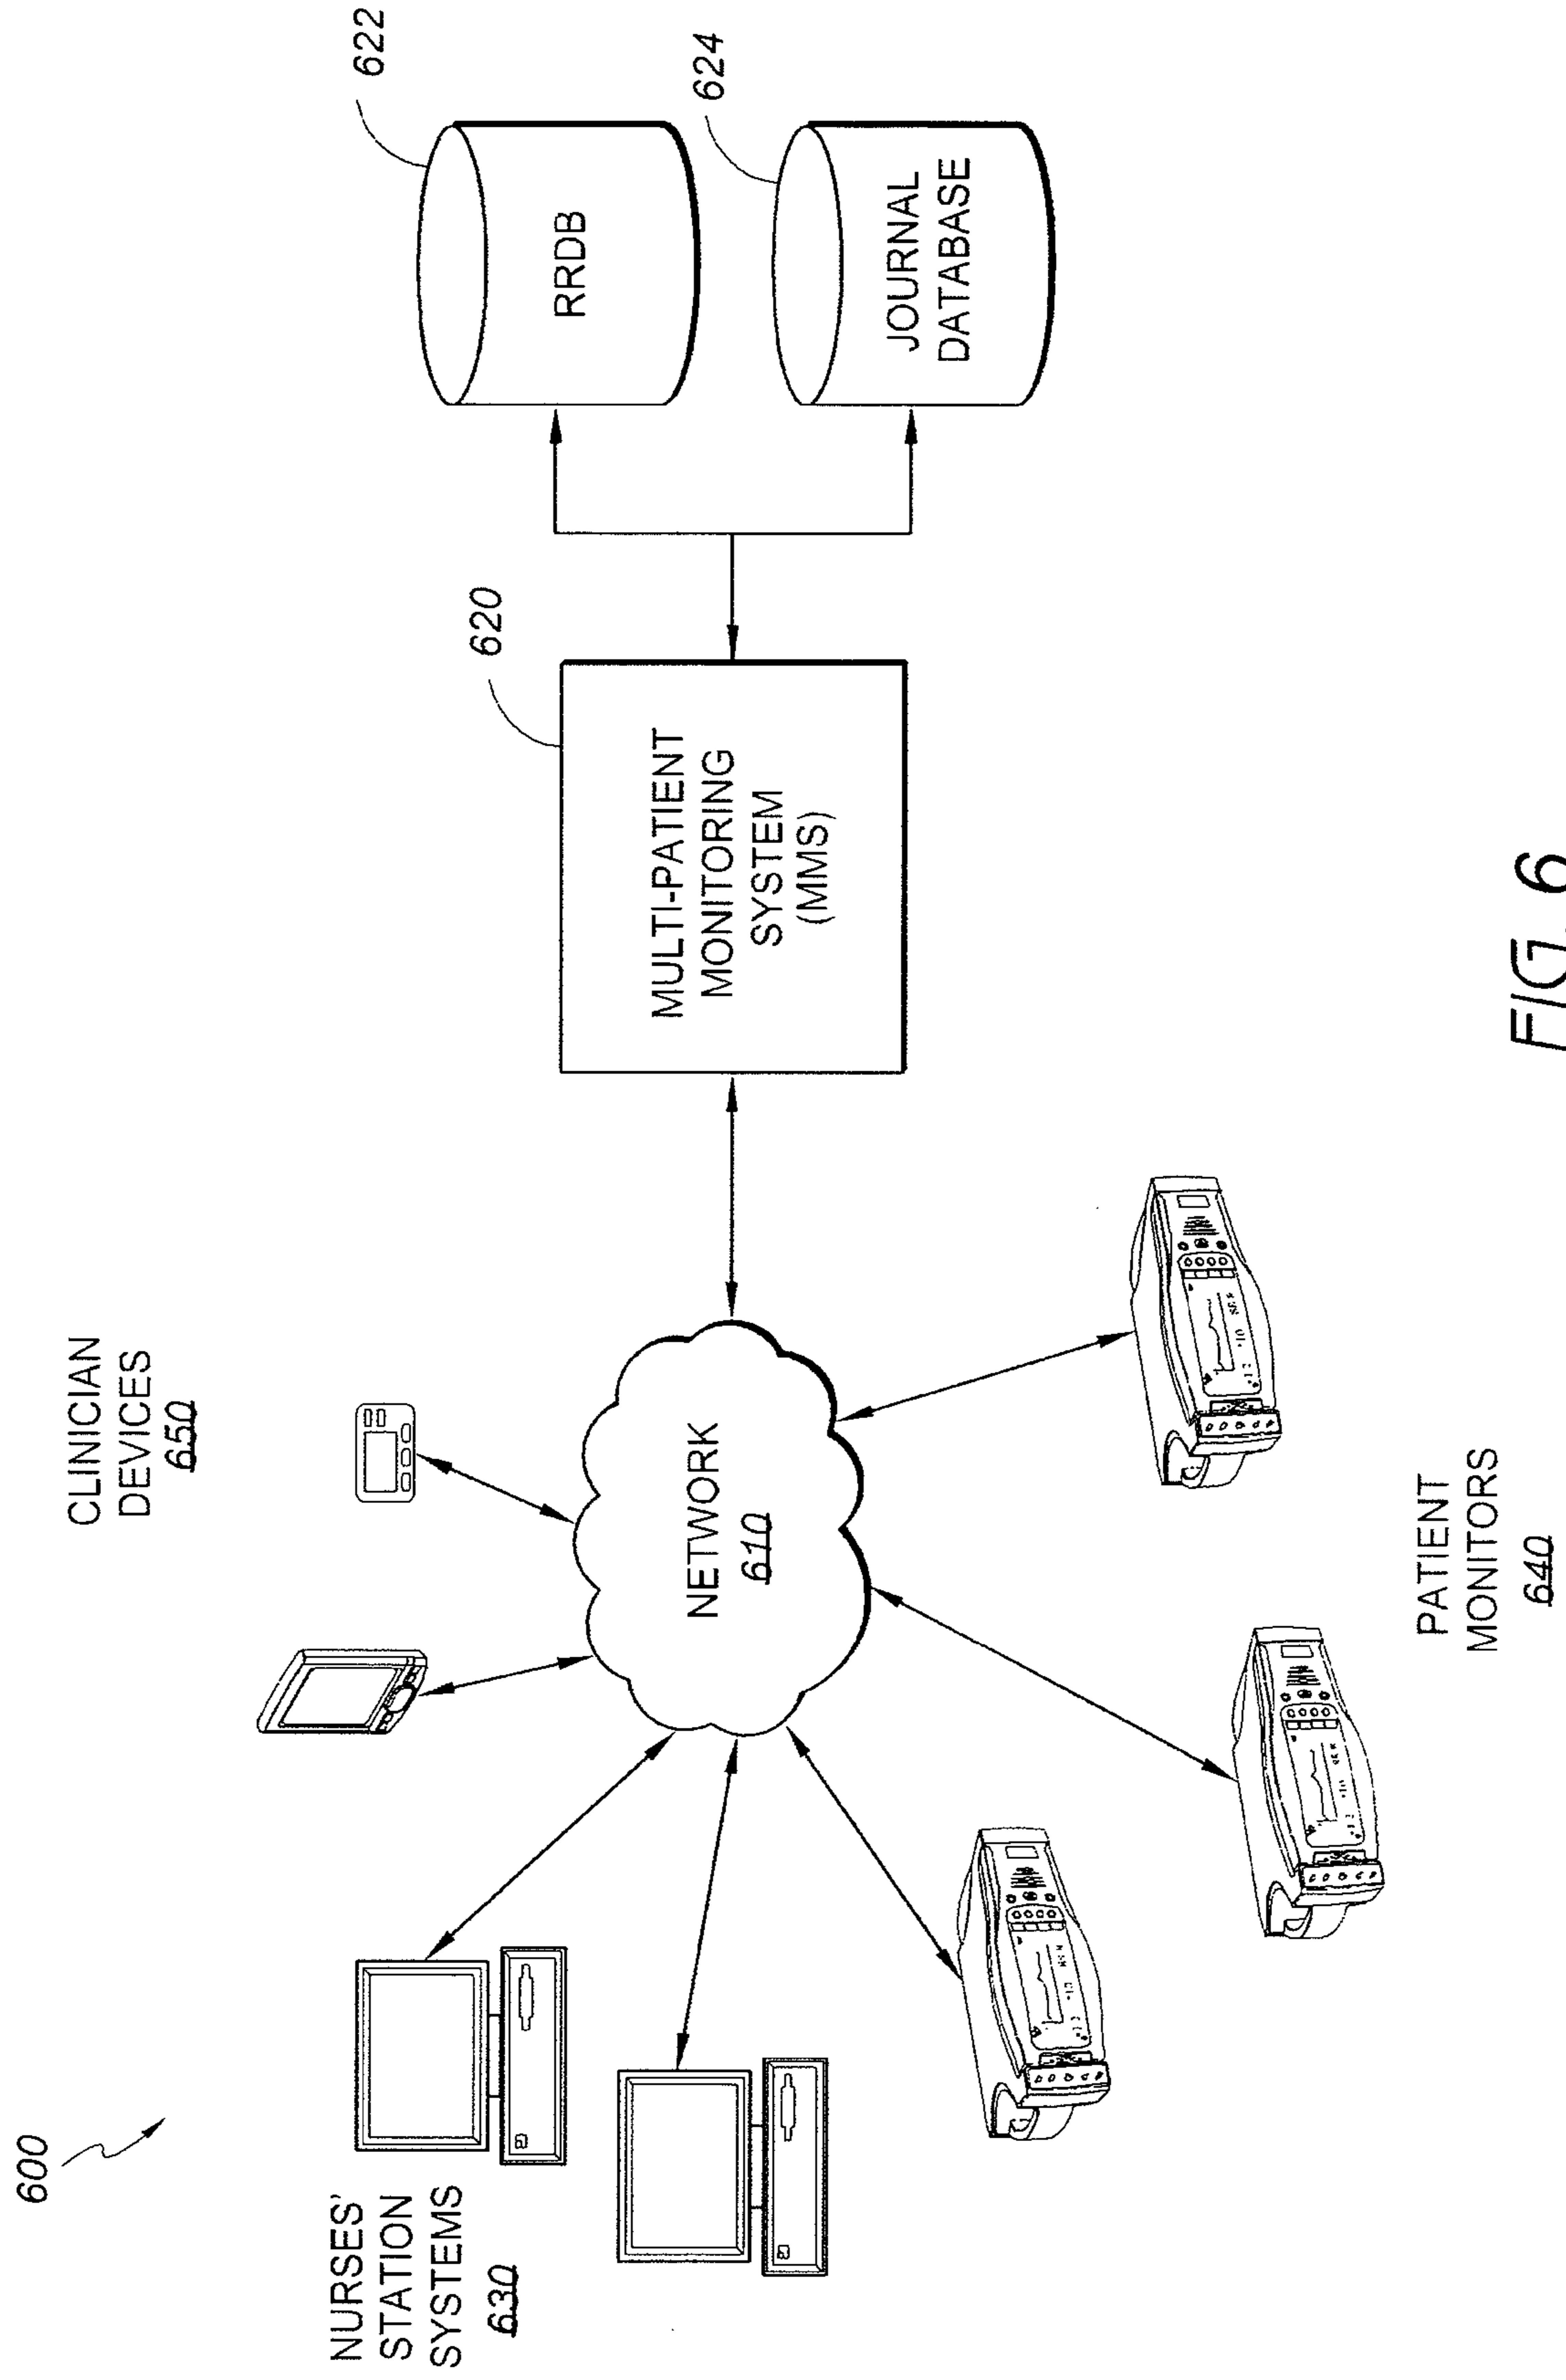 600
CLINICIAN
DEVICES
650
NURSES'
STATION
SYSTEMS
630
NETWORK
610
620
MULTI-PATIENT
MONITORING
SYSTEM
(MMS)
622
RRDB
624
JOURNAL
DATABASE
PATIENT
MONITORS
640
FIG. 6